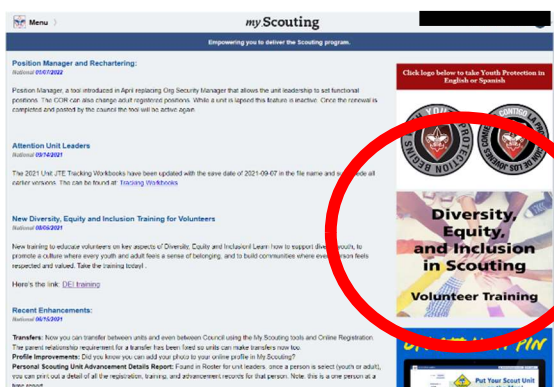 Menu
my.Scouting
Empowering you to deliver the Scouting program.
Position Manager and Rechartering:
National 01/07/2022
Position Manager, a tool introduced in April replacing Org Security Manager that allows the unit leadership to set functional
positions. The COR can also change adult registered positions. While a unit is lapsed this feature in inactive. Once the renewal is
completed and posted by the council the tool will be active again.
Attention Unit Leaders
National 09/14/2021
The 2021 Unit JTE Tracking Workbooks have been updated with the save date of 2021-09-07 in the file name and all
earlier versions. The can be found at: Tracking Workbooks
New Diversity, Equity and Inclusion Training for Volunteers
National 08/06/2021
New training to educate volunteers on key aspects of Diversity, Equity and Inclusion! Learn how to support youth, to
promote a culture where every youth and adult feels a sense of belonging, and to build communities where feels
respected and valued. Take the training today! .
Here's the link: DEI training
Recent Enhancements:
National 06/15/2021
Transfers: Now you can transfer between units and even between Council using the My.Scouting tools and Online Registration.
The parent relationship requirement for a transfer has been fixed so units can make transfers now too.
Profile Improvements: Did you know you can add your photo to your online profile in My.Scouting?
Personal Scouting Unit Advancement Details Report: Found in Roster for unit leaders, once a person is select (youth or adult),
you can print out a detail of all the registration, training, and advancement records for that person. Note: this is a one person at a
time report.
Click logo below to take Youth Protection in
English or Spanish
YOUTH PROTECTION BEGINS WITH YOU
CONTIGO
Diversity,
Equity,
and Inclusion
in Scouting
Volunteer Training
PIN
Put Your Scout Unit